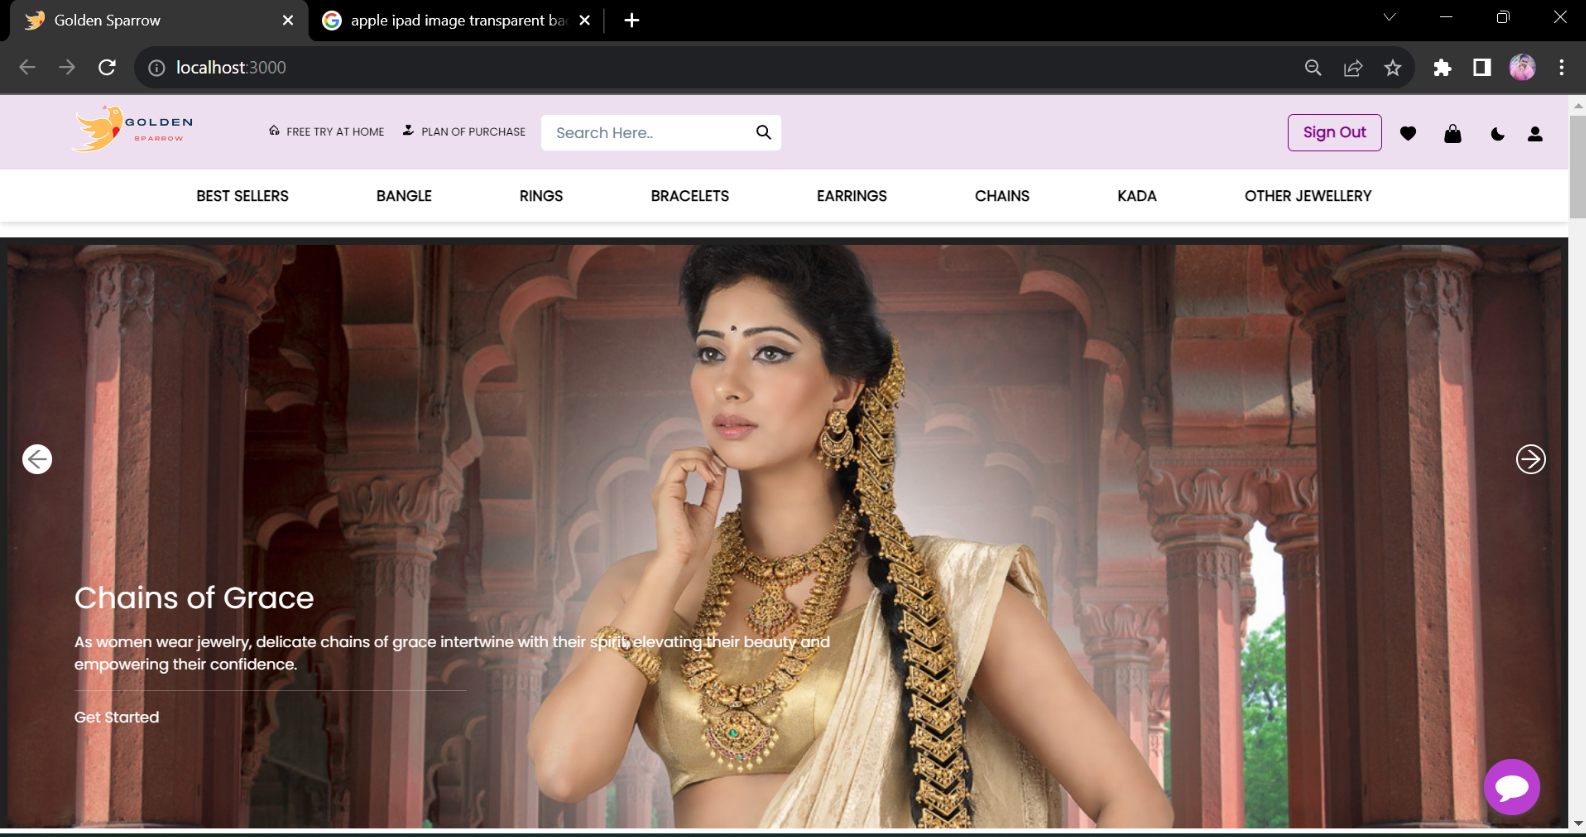 Golden Sparrow
apple ipad image transparent ba
localhost:3000
GOLDEN
SPARROW
FREE TRY AT HOME
PLAN OF PURCHASE
Search Here..
Sign Out
BEST SELLERS
BANGLE
RINGS
BRACELETS
EARRINGS
CHAINS
KADA
OTHER JEWELLERY
Chains of Grace
As women wear jewelry, delicate chains of grace intertwine with their spirit, elevating their beauty and
empowering their confidence.
Get Started